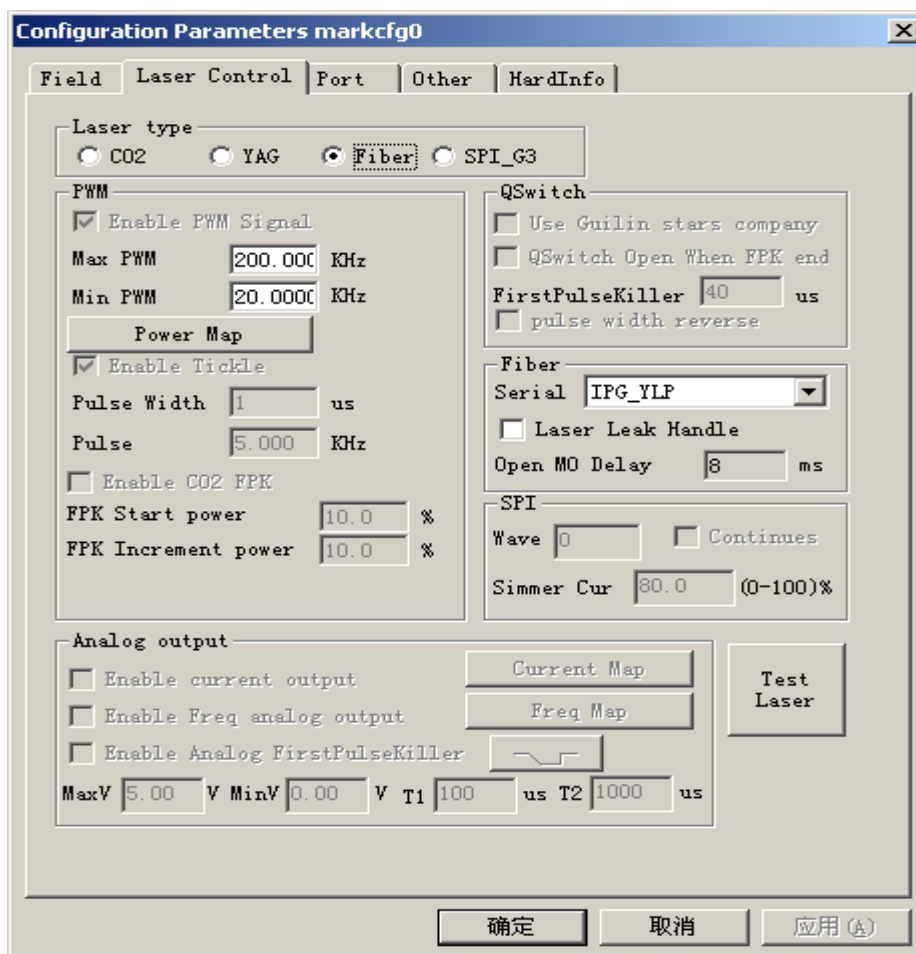 Configuration Parameters markcfg0
Field Laser Control Port Other HardInfo
Laser type
CO2 YAG Fiber SPI_G3
PWM
Enable PWM Signal
Max PWM 200.000 KHz
Min PWM 20.0000 KHz
Power Map
Enable Tickle
Pulse Width 1 us
Pulse 5.000 KHz
Enable CO2 FPK
FPK Start power 10.0 %
FPK Increment power 10.0 %
QSwitch
Use Guilin stars company
QSwitch Open When FPK end
FirstPulseKiller 40 us
pulse width reverse
Fiber
Serial IPG_YLP
Laser Leak Handle
Open MO Delay 8 ms
SPI
Wave 0 Continues
Simmer Cur 80.0 (0-100)%
Analog output
Enable current output Current Map
Enable Freq analog output Freq Map
Enable Analog FirstPulseKiller
MaxV 5.00 V MinV 0.00 V T1 100 us T2 1000 us
Test
Laser
确定 取消 应用(A)